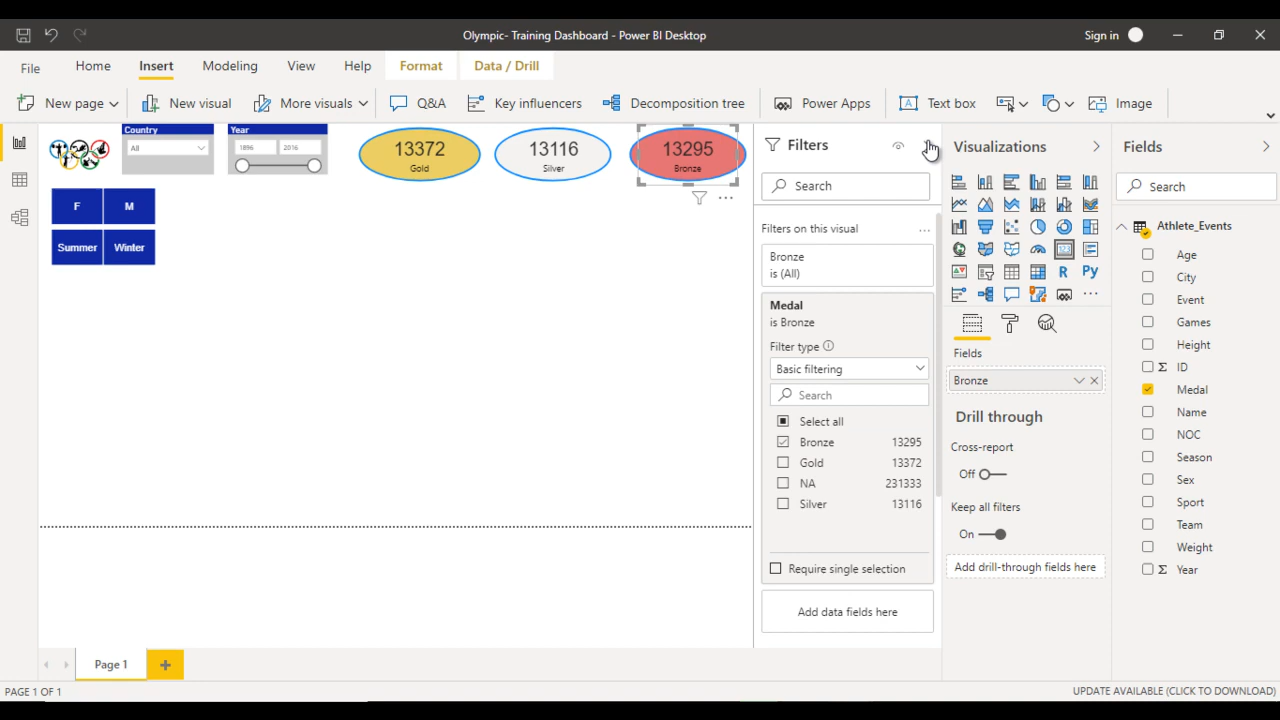 Olympic- Training Dashboard - Power BI Desktop
Sign in
File Home Insert Modeling View Help Format Data / Drill
New page New visual More visuals Q&A Key influencers Decomposition table Power Apps Text box Image
Country
All
Year
1896 2016
13372
Gold
13116
Silver
13295
Bronze
F M
Summer Winter
Filters
Search
Filters on this visual
Bronze
is (All)
Medal
is Bronze
Filter type
Basic filtering
Search
Select all
Bronze 13295
Gold 13372
NA 231333
Silver 13116
Require single selection
Add data fields here
Visualizations
123
R Py
Fields
Bronze
Drill through
Cross-report
Off
Keep all filters
On
Add drill-through fields here
Fields
Search
Athlete_Events
Age
City
Event
Games
Height
Σ ID
Medal
Name
NOC
Season
Sex
Sport
Team
Weight
Σ Year
Page 1
PAGE 1 OF 1
UPDATE AVAILABLE (CLICK TO DOWNLOAD)